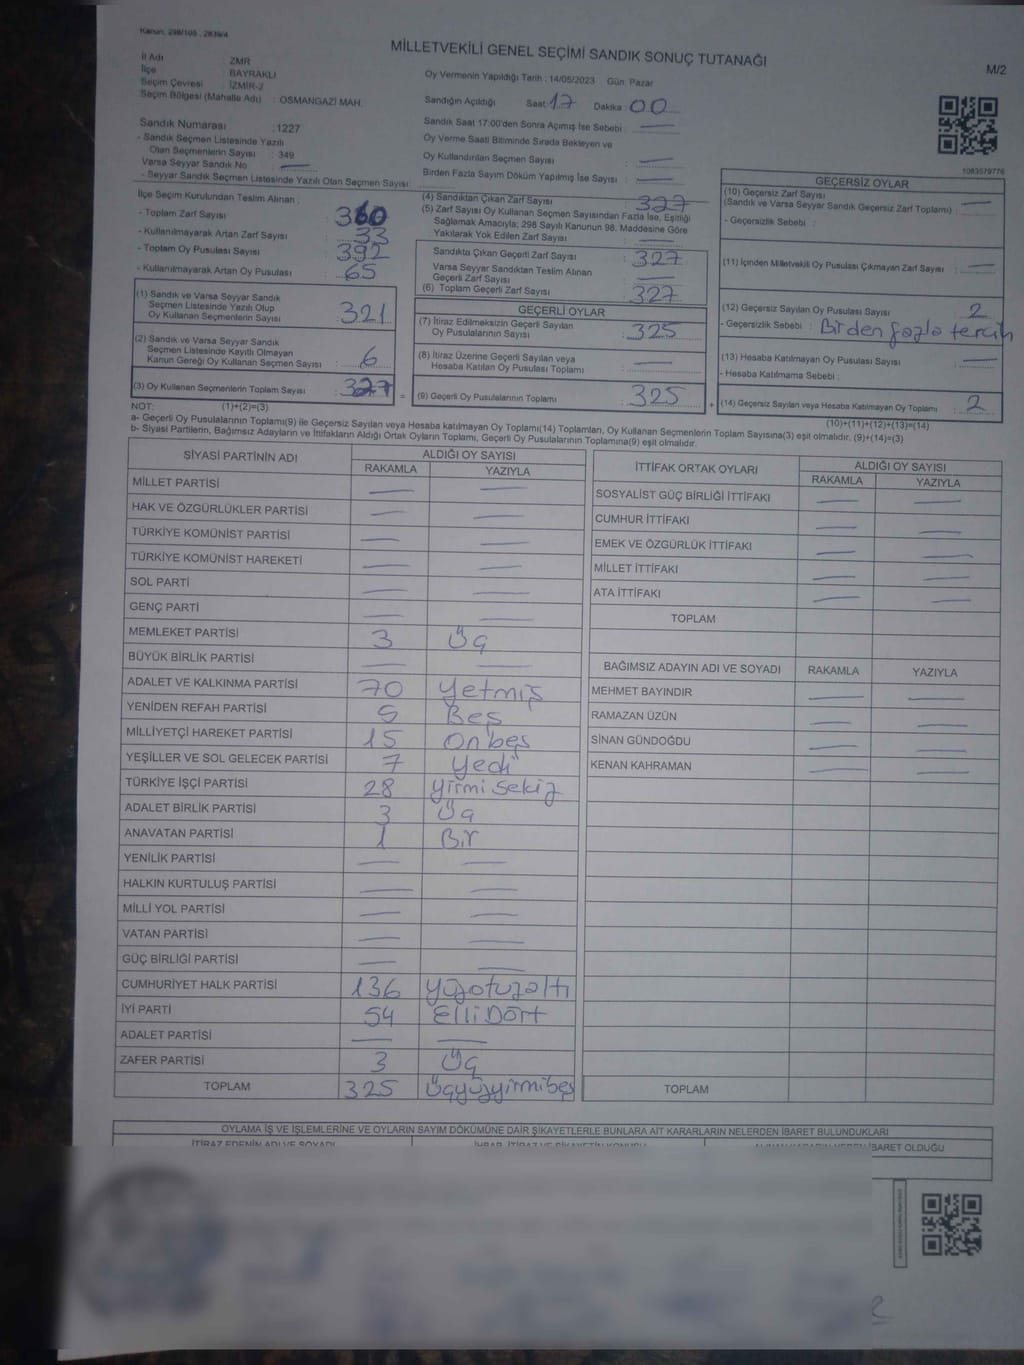 Kanun, 298/105 , 2839/4
MİLLETVEKİLİ GENEL SEÇİMİ SANDIK SONUÇ TUTANAĞI
M/2
İl Adı : ZMR
İlçe : BAYRAKLI
Seçim Çevresi : İZMİR-2
Seçim Bölgesi (Mahalle Adı) : OSMANGAZİ MAH.
Oy Vermenin Yapıldığı Tarih : 14/05/2023 Gün: Pazar
Sandığın Açıldığı Saat: 17 Dakika : 00
Sandık Saat 17:00'den Sonra Açılmış İse Sebebi : —
Oy Verme Saati Bitiminde Sırada Bekleyen ve
Oy Kullandırılan Seçmen Sayısı : —
Birden Fazla Sayım Döküm Yapılmış İse Sayısı : —
Sandık Numarası : 1227
- Sandık Seçmen Listesinde Yazılı
Olan Seçmenlerin Sayısı : 349
Varsa Seyyar Sandık No : —
- Seyyar Sandık Seçmen Listesinde Yazılı Olan Seçmen Sayısı:
1083579776
İlçe Seçim Kurulundan Teslim Alınan :
- Toplam Zarf Sayısı : 360
- Kullanılmayarak Artan Zarf Sayısı : 33
- Toplam Oy Pusulası Sayısı : 392
- Kullanılmayarak Artan Oy Pusulası : 65
(1) Sandık ve Varsa Seyyar Sandık
Seçmen Listesinde Yazılı Olup
Oy Kullanan Seçmenlerin Sayısı : 321
(2) Sandık ve Varsa Seyyar Sandık
Seçmen Listesinde Kayıtlı Olmayan
Kanun Gereği Oy Kullanan Seçmen Sayısı : 6
(3) Oy Kullanan Seçmenlerin Toplam Sayısı : 327 =
(4) Sandıktan Çıkan Zarf Sayısı : 327
(5) Zarf Sayısı Oy Kullanan Seçmen Sayısından Fazla İse, Eşitliği
Sağlamak Amacıyla; 298 Sayılı Kanunun 98. Maddesine Göre
Yakılarak Yok Edilen Zarf Sayısı : —
Sandıkta Çıkan Geçerli Zarf Sayısı : 327
Varsa Seyyar Sandıktan Teslim Alınan
Geçerli Zarf Sayısı : —
(6) Toplam Geçerli Zarf Sayısı : 327
GEÇERLİ OYLAR
(7) İtiraz Edilmeksizin Geçerli Sayılan
Oy Pusulalarının Sayısı : 325
(8) İtiraz Üzerine Geçerli Sayılan veya
Hesaba Katılan Oy Pusulası Toplamı : —
(9) Geçerli Oy Pusulalarının Toplamı : 325 +
GEÇERSİZ OYLAR
(10) Geçersiz Zarf Sayısı
(Sandık ve Varsa Seyyar Sandık Geçersiz Zarf Toplamı) : —
- Geçersizlik Sebebi :
(11) İçinden Milletvekili Oy Pusulası Çıkmayan Zarf Sayısı : —
(12) Geçersiz Sayılan Oy Pusulası Sayısı : 2
- Geçersizlik Sebebi : Birden fazla tercih
(13) Hesaba Katılmayan Oy Pusulası Sayısı : —
- Hesaba Katılmama Sebebi :
(14) Geçersiz Sayılan veya Hesaba Katılmayan Oy Toplamı : 2
NOT: (1)+(2)=(3) (10)+(11)+(12)+(13)=(14)
a- Geçerli Oy Pusulalarının Toplamı(9) ile Geçersiz Sayılan veya Hesaba katılmayan Oy Toplamı(14) Toplamları, Oy Kullanan Seçmenlerin Toplam Sayısına(3) eşit olmalıdır. (9)+(14)=(3)
b- Siyasi Partilerin, Bağımsız Adayların ve İttifakların Aldığı Ortak Oyların Toplamı, Geçerli Oy Pusulalarının Toplamına(9) eşit olmalıdır.
SİYASİ PARTİNİN ADI ALDIĞI OY SAYISI
RAKAMLA YAZIYLA
MİLLET PARTİSİ — —
HAK VE ÖZGÜRLÜKLER PARTİSİ — —
TÜRKİYE KOMÜNİST PARTİSİ — —
TÜRKİYE KOMÜNİST HAREKETİ — —
SOL PARTİ — —
GENÇ PARTİ — —
MEMLEKET PARTİSİ 3 Üç
BÜYÜK BİRLİK PARTİSİ — —
ADALET VE KALKINMA PARTİSİ 70 yetmiş
YENİDEN REFAH PARTİSİ 5 Beş
MİLLİYETÇİ HAREKET PARTİSİ 15 Onbeş
YEŞİLLER VE SOL GELECEK PARTİSİ 7 yedi
TÜRKİYE İŞÇİ PARTİSİ 28 yirmi sekiz
ADALET BİRLİK PARTİSİ 3 Üç
ANAVATAN PARTİSİ 1 Bir
YENİLİK PARTİSİ — —
HALKIN KURTULUŞ PARTİSİ — —
MİLLİ YOL PARTİSİ — —
VATAN PARTİSİ — —
GÜÇ BİRLİĞİ PARTİSİ — —
CUMHURİYET HALK PARTİSİ 136 yüzotuzaltı
İYİ PARTİ 54 Elli Dört
ADALET PARTİSİ — —
ZAFER PARTİSİ 3 Üç
TOPLAM 325 Üçyüzyirmibeş
İTTİFAK ORTAK OYLARI ALDIĞI OY SAYISI
RAKAMLA YAZIYLA
SOSYALİST GÜÇ BİRLİĞİ İTTİFAKI — —
CUMHUR İTTİFAKI — —
EMEK VE ÖZGÜRLÜK İTTİFAKI — —
MİLLET İTTİFAKI — —
ATA İTTİFAKI — —
TOPLAM
BAĞIMSIZ ADAYIN ADI VE SOYADI RAKAMLA YAZIYLA
MEHMET BAYINDIR — —
RAMAZAN ÜZÜN — —
SİNAN GÜNDOĞDU — —
KENAN KAHRAMAN — —
TOPLAM
OYLAMA İŞ VE İŞLEMLERİNE VE OYLARIN SAYIM DÖKÜMÜNE DAİR ŞİKAYETLERLE BUNLARA AİT KARARLARIN NELERDEN İBARET BULUNDUKLARI
İTİRAZ EDENİN ADI VE SOYADI İHBAR, İTİRAZ VE ŞİKAYETİN KONUSU İBARET OLDUĞU